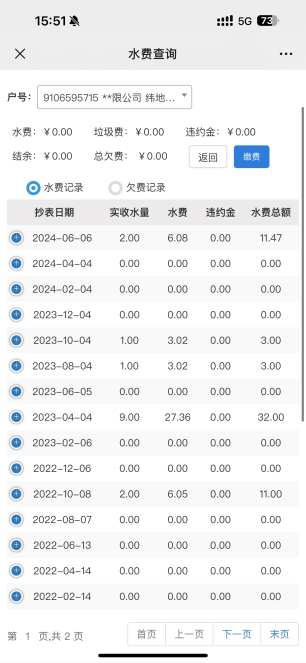 15:51 5G 73
水费查询
户号： 9106595715 **限公司 纬地...
水费：￥0.00 垃圾费：￥0.00 违约金：￥0.00
结余：￥0.00 总欠费：￥0.00 返回 缴费
水费记录 欠费记录
抄表日期 实收水量 水费 违约金 水费总额
2024-06-06 2.00 6.08 0.00 11.47
2024-04-04 0.00 0.00 0.00 0.00
2024-02-04 0.00 0.00 0.00 0.00
2023-12-04 0.00 0.00 0.00 0.00
2023-10-04 1.00 3.02 0.00 3.00
2023-08-04 1.00 3.02 0.00 3.00
2023-06-05 0.00 0.00 0.00 0.00
2023-04-04 9.00 27.36 0.00 32.00
2023-02-06 0.00 0.00 0.00 0.00
2022-12-06 0.00 0.00 0.00 0.00
2022-10-08 2.00 6.05 0.00 11.00
2022-08-07 0.00 0.00 0.00 0.00
2022-06-13 0.00 0.00 0.00 0.00
2022-04-14 0.00 0.00 0.00 0.00
2022-02-14 0.00 0.00 0.00 0.00
第 1 页,共 2 页 首页 上一页 下一页 末页